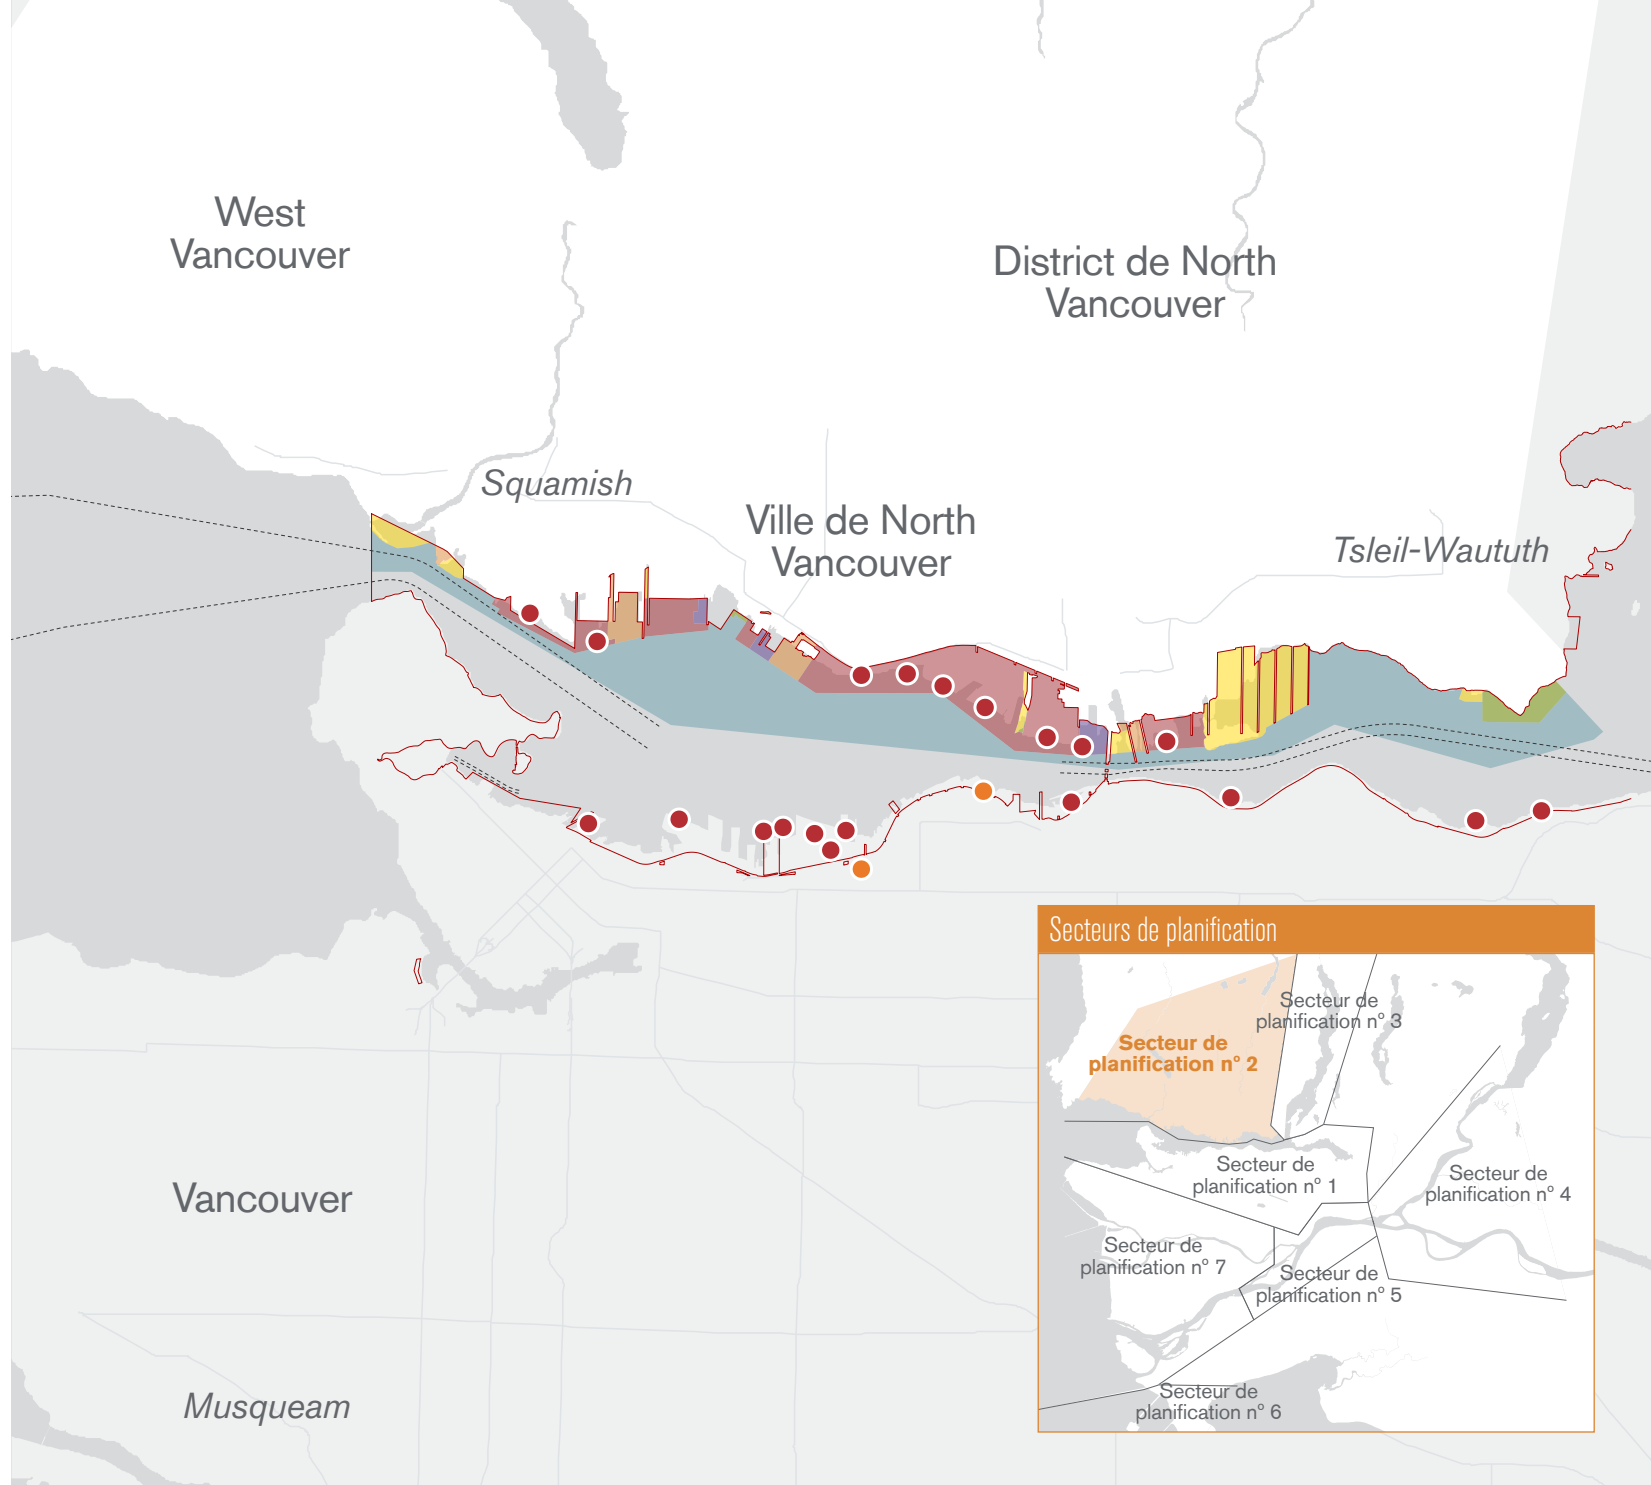 West
Vancouver
District de North
Vancouver
Squamish
Ville de North
Vancouver
Tsleil-Waututh
Vancouver
Musqueam
Secteurs de planification
Secteur de
planification n° 3
Secteur de
planification n° 2
Secteur de
planification n° 1
Secteur de
planification n° 4
Secteur de
planification n° 7
Secteur de
planification n° 5
Secteur de
planification n° 6